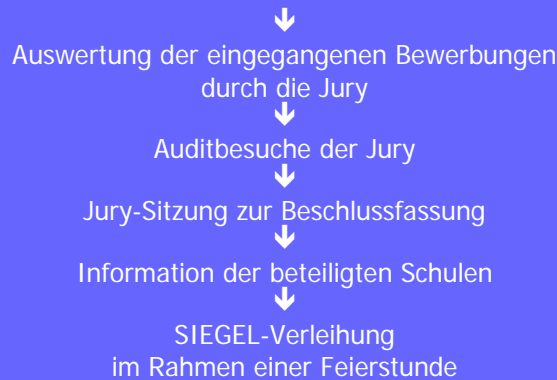 Auswertung der eingegangenen Bewerbungen
durch die Jury
Auditbesuche der Jury
Jury-Sitzung zur Beschlussfassung
Information der beteiligten Schulen
SIEGEL-Verleihung
im Rahmen einer Feierstunde